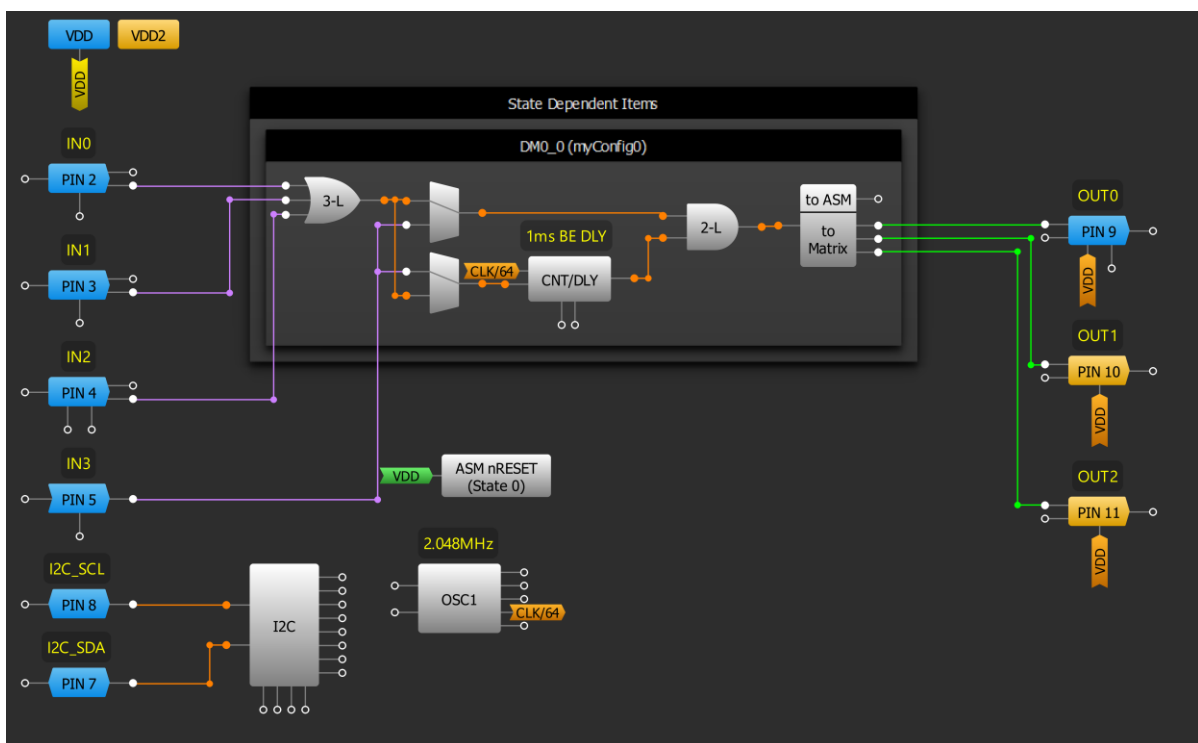 VDD
VDD2
VDD
State Dependent Items
DM0_0 (myConfig0)
IN0
PIN 2
3-L
1ms BE DLY
CLK/64
CNT/DLY
2-L
to ASM
to
Matrix
OUT0
PIN 9
VDD
IN1
PIN 3
OUT1
PIN 10
VDD
IN2
PIN 4
IN3
PIN 5
VDD
ASM nRESET
(State 0)
OUT2
PIN 11
VDD
I2C_SCL
PIN 8
I2C_SDA
PIN 7
I2C
2.048MHz
OSC1
CLK/64